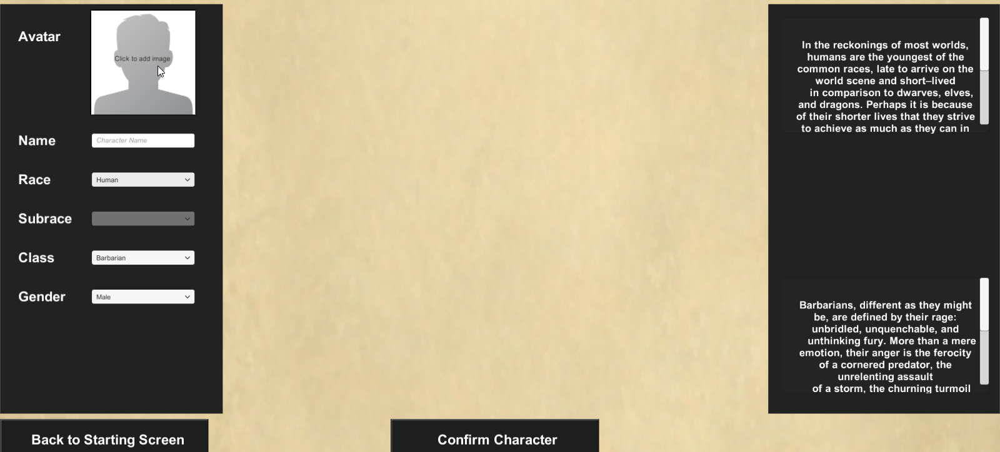 Avatar
Click to add image
Name
Character Name
Race
Human
Subrace
Class
Barbarian
Gender
Male
In the reckonings of most worlds,
humans are the youngest of the
common races, late to arrive on the
world scene and short–lived
in comparison to dwarves, elves,
and dragons. Perhaps it is because
of their shorter lives that they strive
to achieve as much as they can in
Barbarians, different as they might
be, are defined by their rage:
unbridled, unquenchable, and
unthinking fury. More than a mere
emotion, their anger is the ferocity
of a cornered predator, the
unrelenting assault
of a storm, the churning turmoil
Back to Starting Screen
Confirm Character